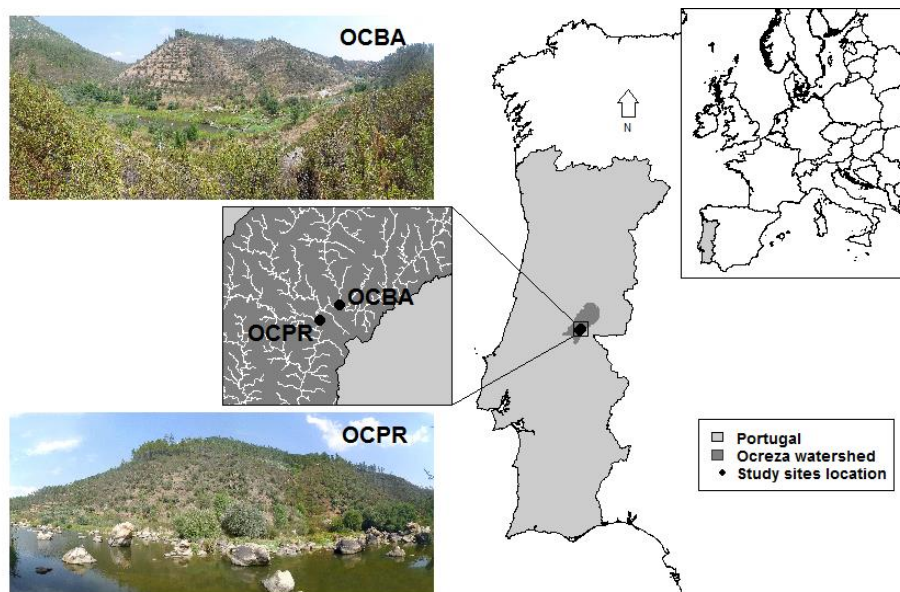 OCBA
N
OCBA
OCPR
OCPR
Portugal
Ocreza watershed
Study sites location